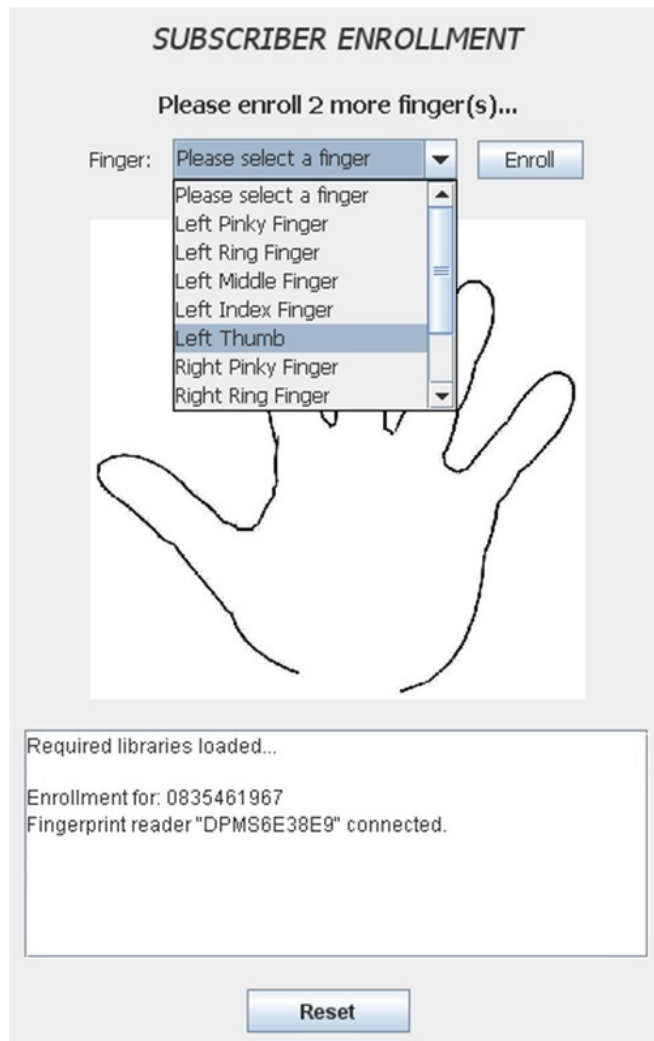 SUBSCRIBER ENROLLMENT
Please enroll 2 more finger(s)...
Finger: Please select a finger Enroll
Please select a finger
Left Pinky Finger
Left Ring Finger
Left Middle Finger
Left Index Finger
Left Thumb
Right Pinky Finger
Right Ring Finger
Required libraries loaded...
Enrollment for: 0835461967
Fingerprint reader "DPMS6E38E9" connected.
Reset